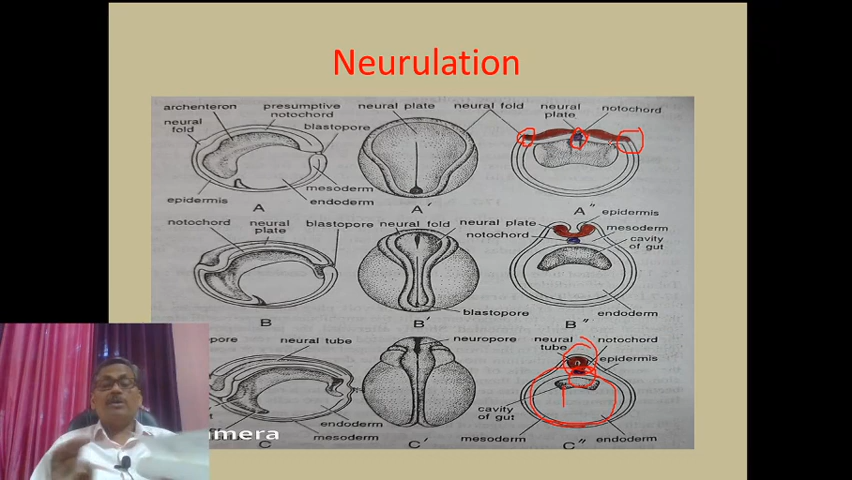 Neurulation
archenteron
presumptive
notochord
neural plate
neural fold
neural
plate
notochord
neural
fold
blastopore
mesoderm
endoderm
epidermis
A
A'
A"
notochord
neural
plate
blastopore
neural fold
neural plate
notochord
epidermis
mesoderm
cavity
of gut
blastopore
endoderm
B
B'
B"
pore
neural tube
neuropore
neural
tube
notochord
epidermis
cavity
of gut
endoderm
mesoderm
mesoderm
endoderm
C
C'
C"
mera